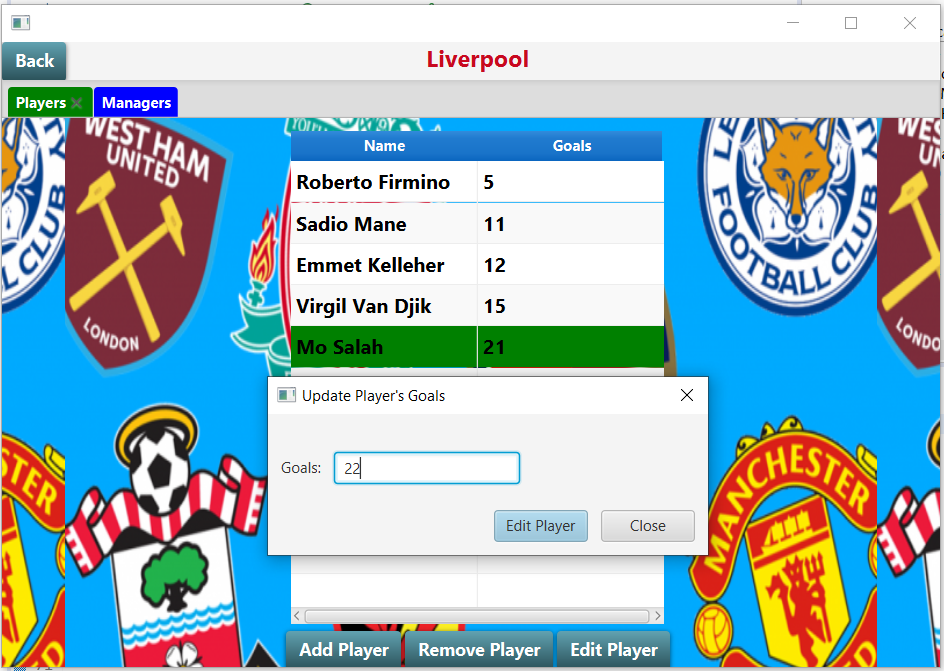 Back
Liverpool
Players
Managers
WEST HAM
UNITED
LONDON
Name Goals
Roberto Firmino 5
Sadio Mane 11
Emmet Kelleher 12
Virgil Van Djik 15
Mo Salah 21
FOOTBALL CLUB
LONDON
Update Player's Goals
Goals: 22
Edit Player Close
MANCHESTER
Add Player Remove Player Edit Player